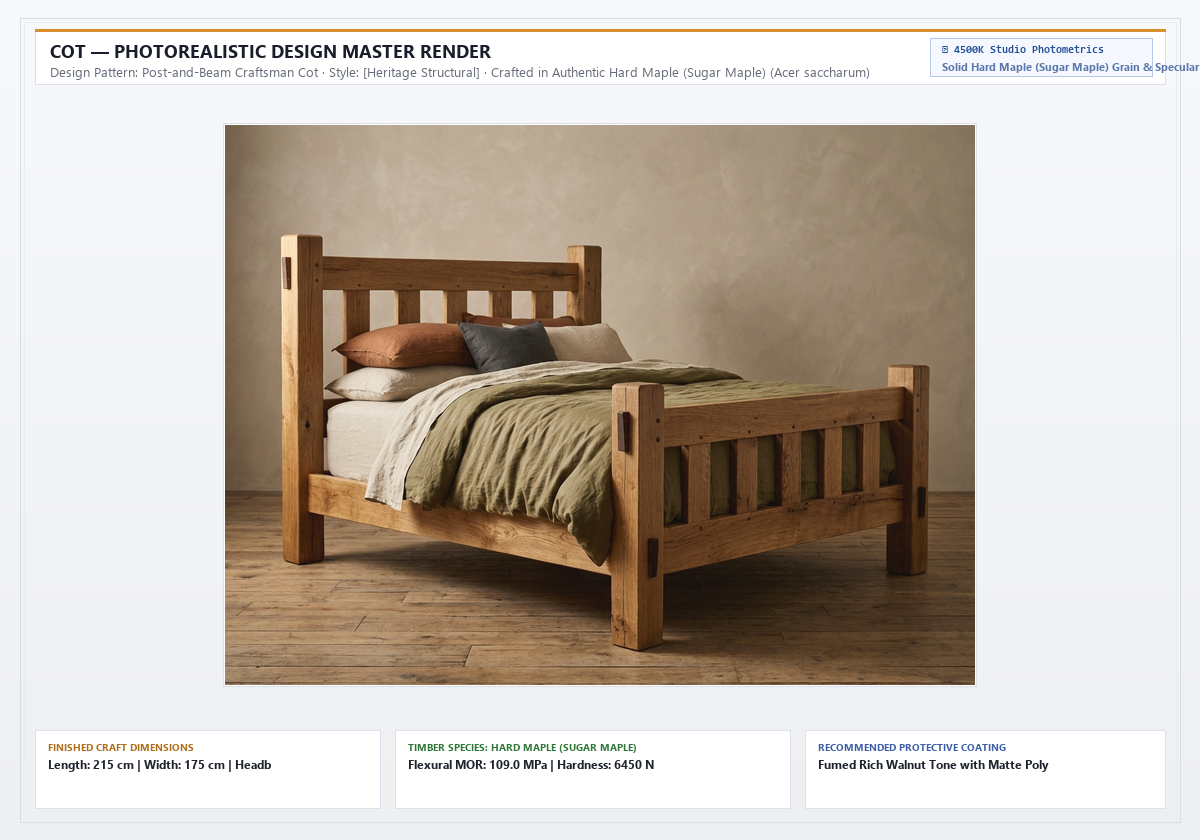 COT — PHOTOREALISTIC DESIGN MASTER RENDER
Design Pattern: Post-and-Beam Craftsman Cot · Style: [Heritage Structural] · Crafted in Authentic Hard Maple (Sugar Maple) (Acer saccharum)
4500K Studio Photometrics
Solid Hard Maple (Sugar Maple) Grain & Specular
FINISHED CRAFT DIMENSIONS
Length: 215 cm | Width: 175 cm | Headb
TIMBER SPECIES: HARD MAPLE (SUGAR MAPLE)
Flexural MOR: 109.0 MPa | Hardness: 6450 N
RECOMMENDED PROTECTIVE COATING
Fumed Rich Walnut Tone with Matte Poly